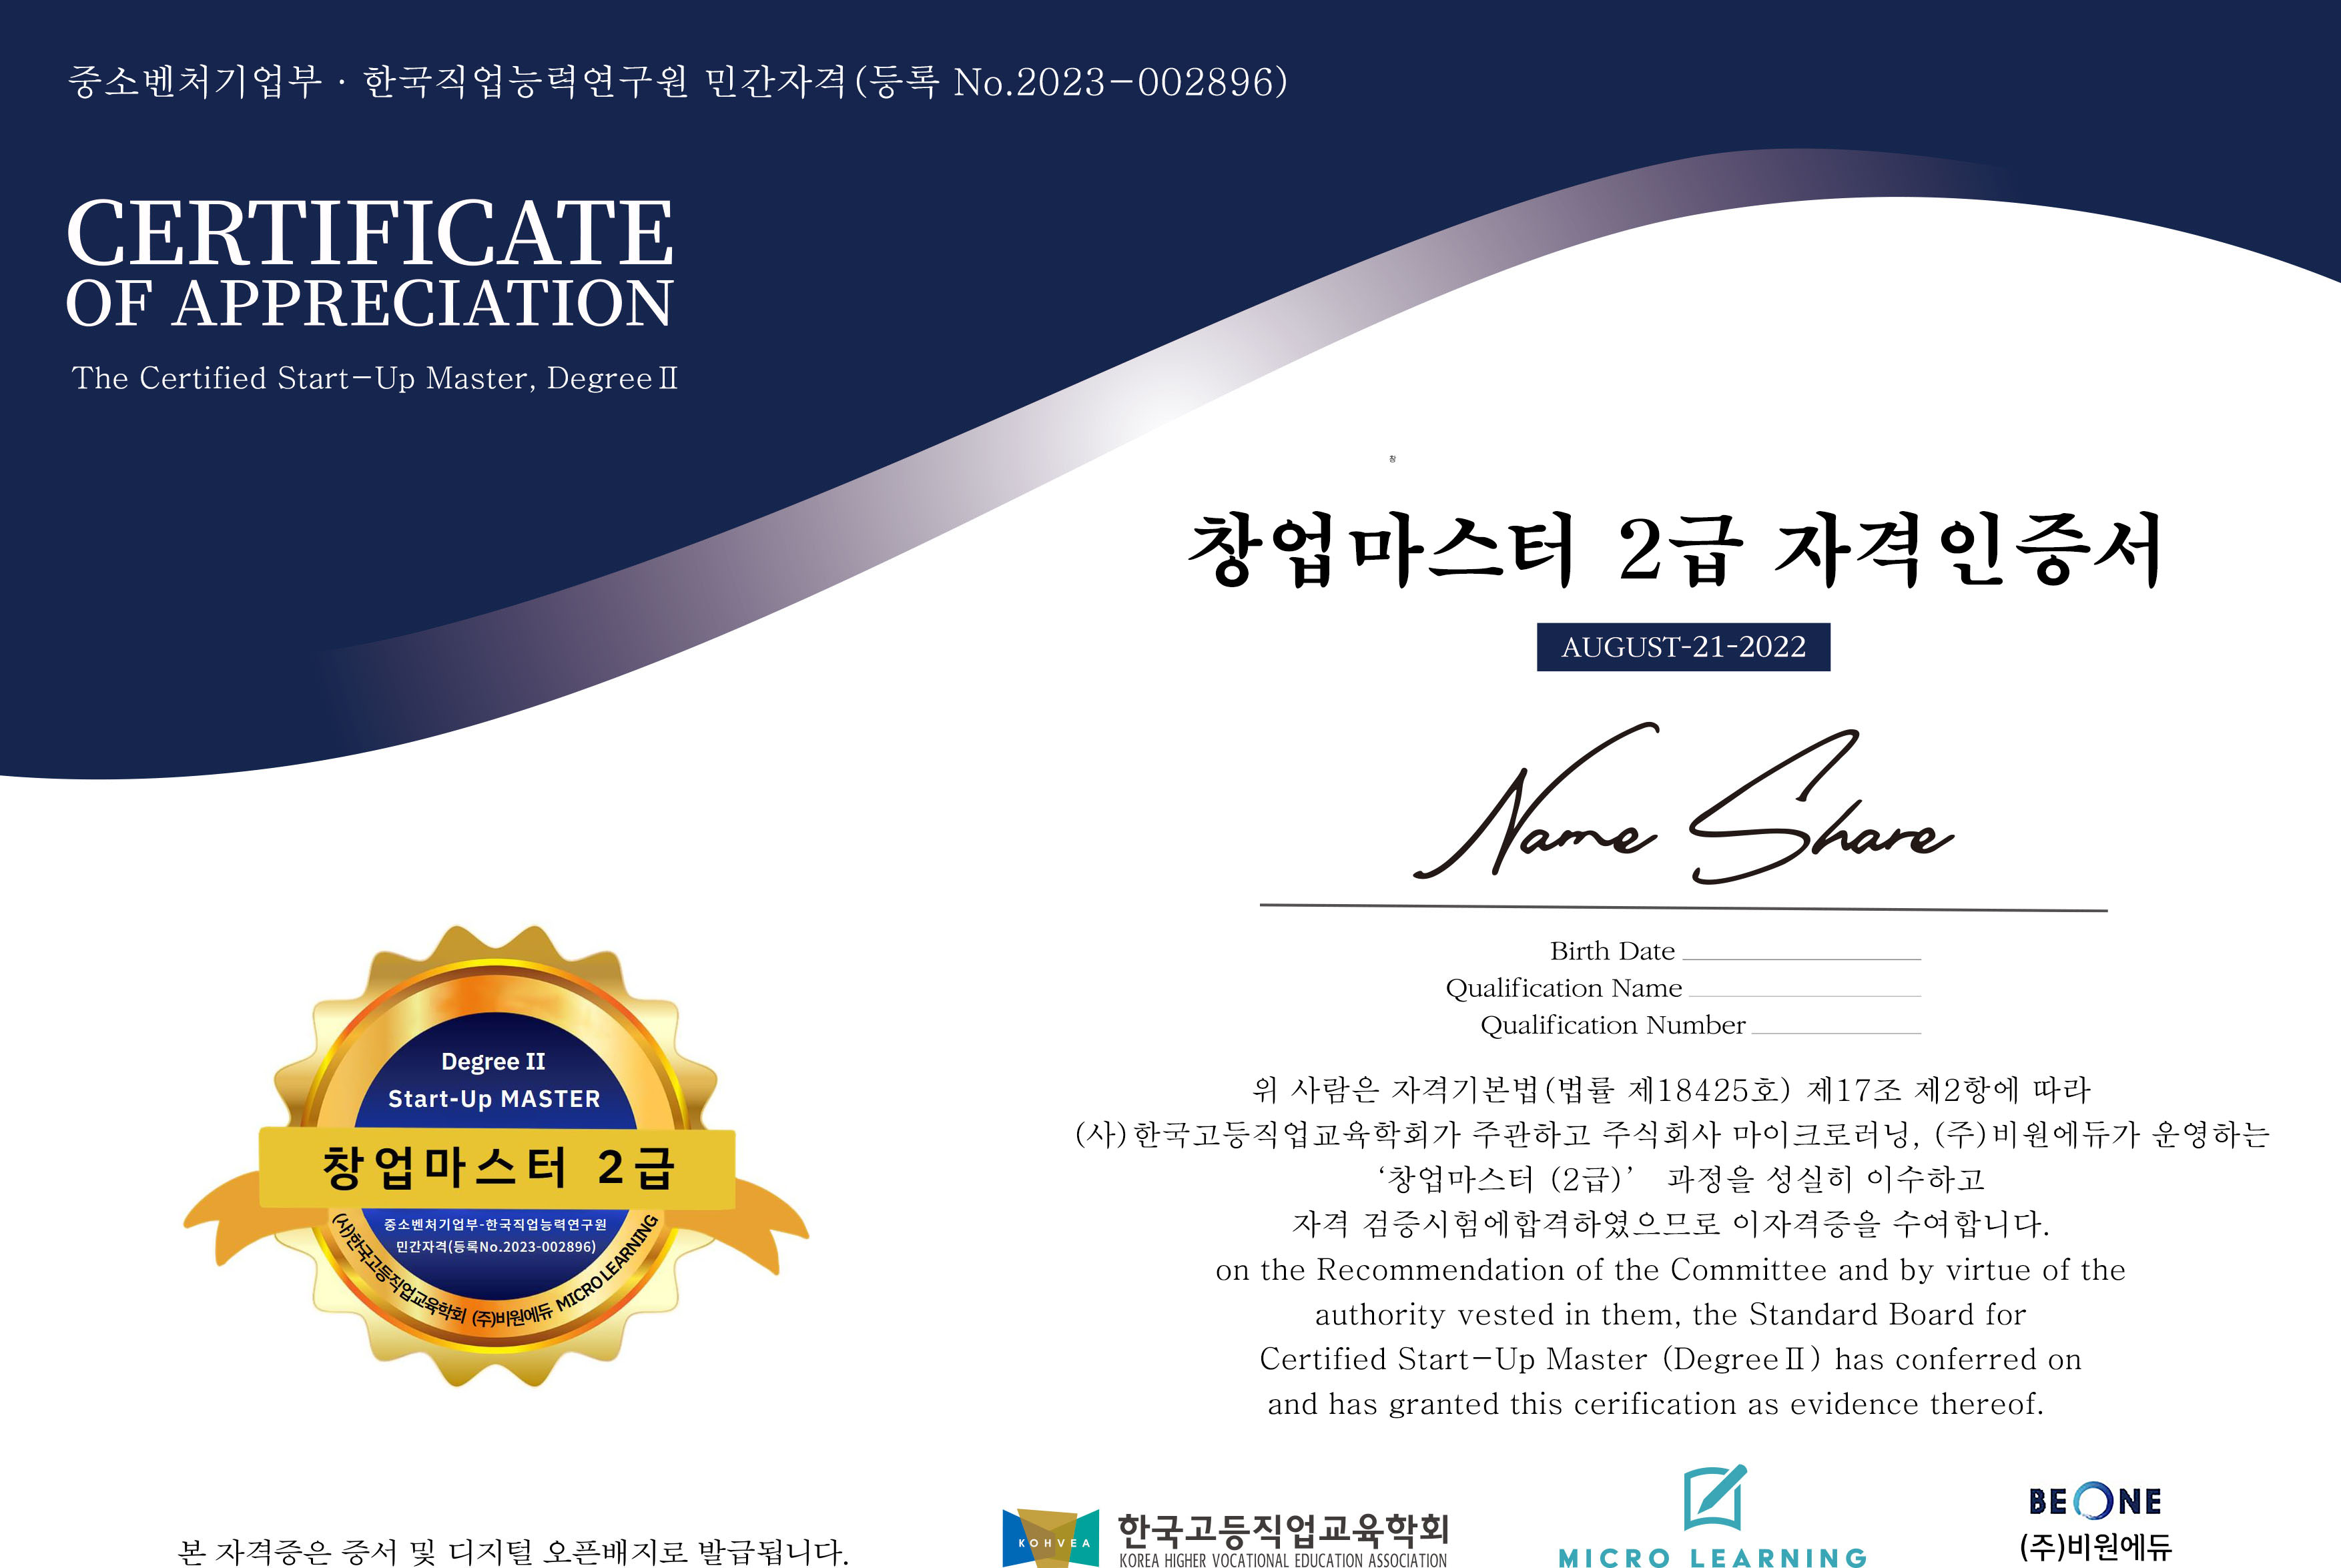 중소벤처기업부 · 한국직업능력연구원 민간자격(등록 No.2023-002896)
CERTIFICATE
OF APPRECIATION
The Certified Start-Up Master, DegreeⅡ
창
창업마스터 2급 자격인증서
AUGUST-21-2022
Name Share
Birth Date
Qualification Name
Qualification Number
위 사람은 자격기본법(법률 제18425호) 제17조 제2항에 따라
(사)한국고등직업교육학회가 주관하고 주식회사 마이크로러닝, (주)비원에듀가 운영하는
‘창업마스터 (2급)’ 과정을 성실히 이수하고
자격 검증시험에합격하였으므로 이자격증을 수여합니다.
on the Recommendation of the Committee and by virtue of the
authority vested in them, the Standard Board for
Certified Start-Up Master (DegreeⅡ) has conferred on
and has granted this cerification as evidence thereof.
Degree II
Start-Up MASTER
창업마스터 2급
중소벤처기업부-한국직업능력연구원
민간자격(등록No.2023-002896)
(사)한국고등직업교육학회 (주)비원에듀 MICRO LEARNING
본 자격증은 증서 및 디지털 오픈배지로 발급됩니다.
KOHVEA
한국고등직업교육학회
KOREA HIGHER VOCATIONAL EDUCATION ASSOCIATION
MICRO LEARNING
BEONE
(주)비원에듀